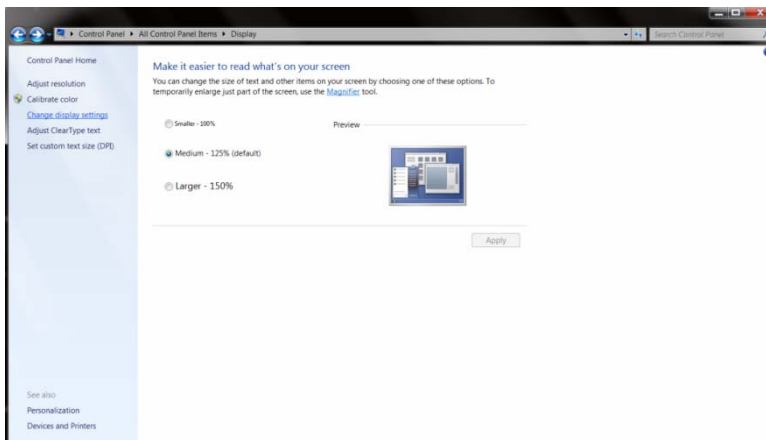 Control Panel ▸ All Control Panel Items ▸ Display
Search Control Panel
Control Panel Home
Adjust resolution
Calibrate color
Change display settings
Adjust ClearType text
Set custom text size (DPI)
Make it easier to read what's on your screen
You can change the size of text and other items on your screen by choosing one of these options. To
temporarily enlarge just part of the screen, use the Magnifier tool.
Smaller - 100%
Preview
Medium - 125% (default)
Larger - 150%
Apply
See also
Personalization
Devices and Printers